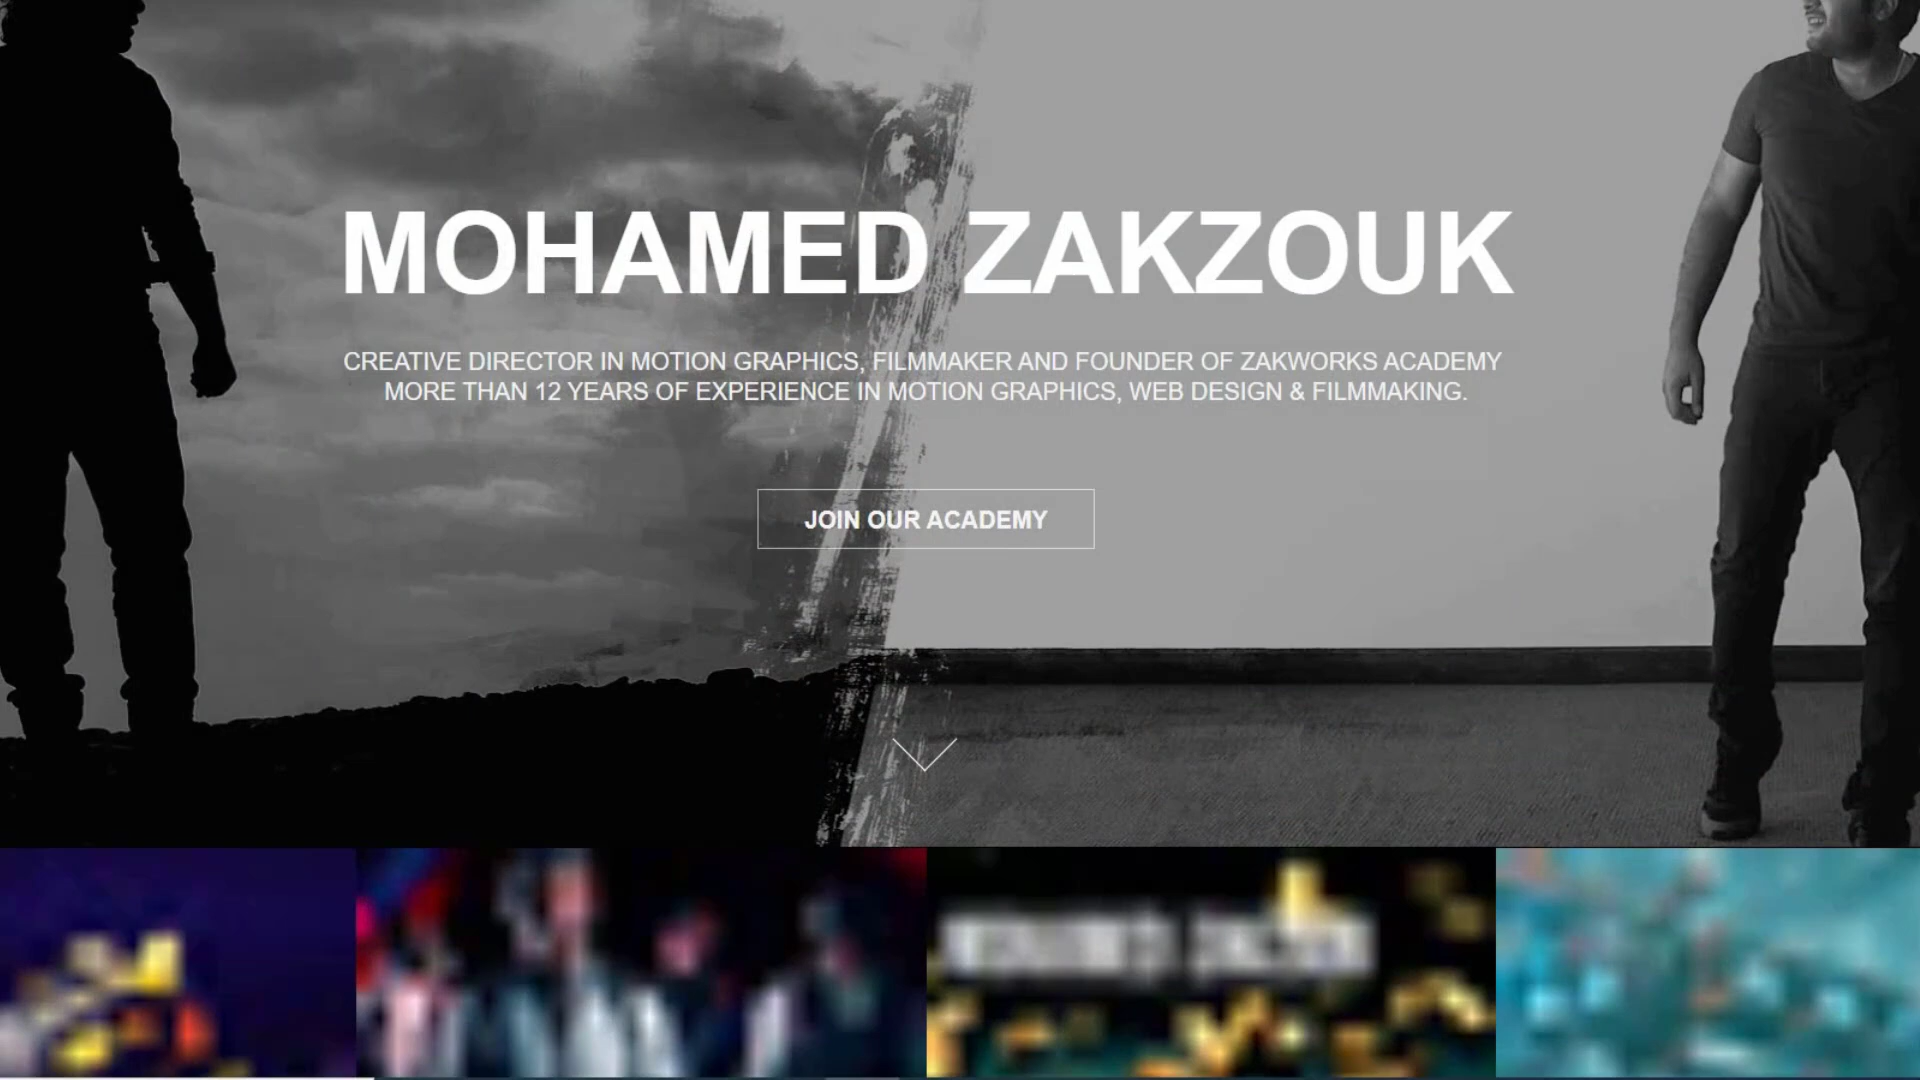 MOHAMED ZAKZOUK
CREATIVE DIRECTOR IN MOTION GRAPHICS, FILMMAKER AND FOUNDER OF ZAKWORKS ACADEMY
MORE THAN 12 YEARS OF EXPERIENCE IN MOTION GRAPHICS, WEB DESIGN & FILMMAKING.
JOIN OUR ACADEMY